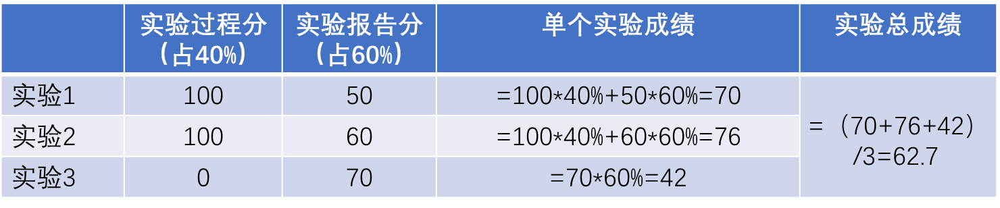 实验过程分 实验报告分 单个实验成绩 实验总成绩
（占40%） （占60%）
实验1 100 50 =100*40%+50*60%=70
实验2 100 60 =100*40%+60*60%=76
实验3 0 70 =70*60%=42
=（70+76+42）
/3=62.7